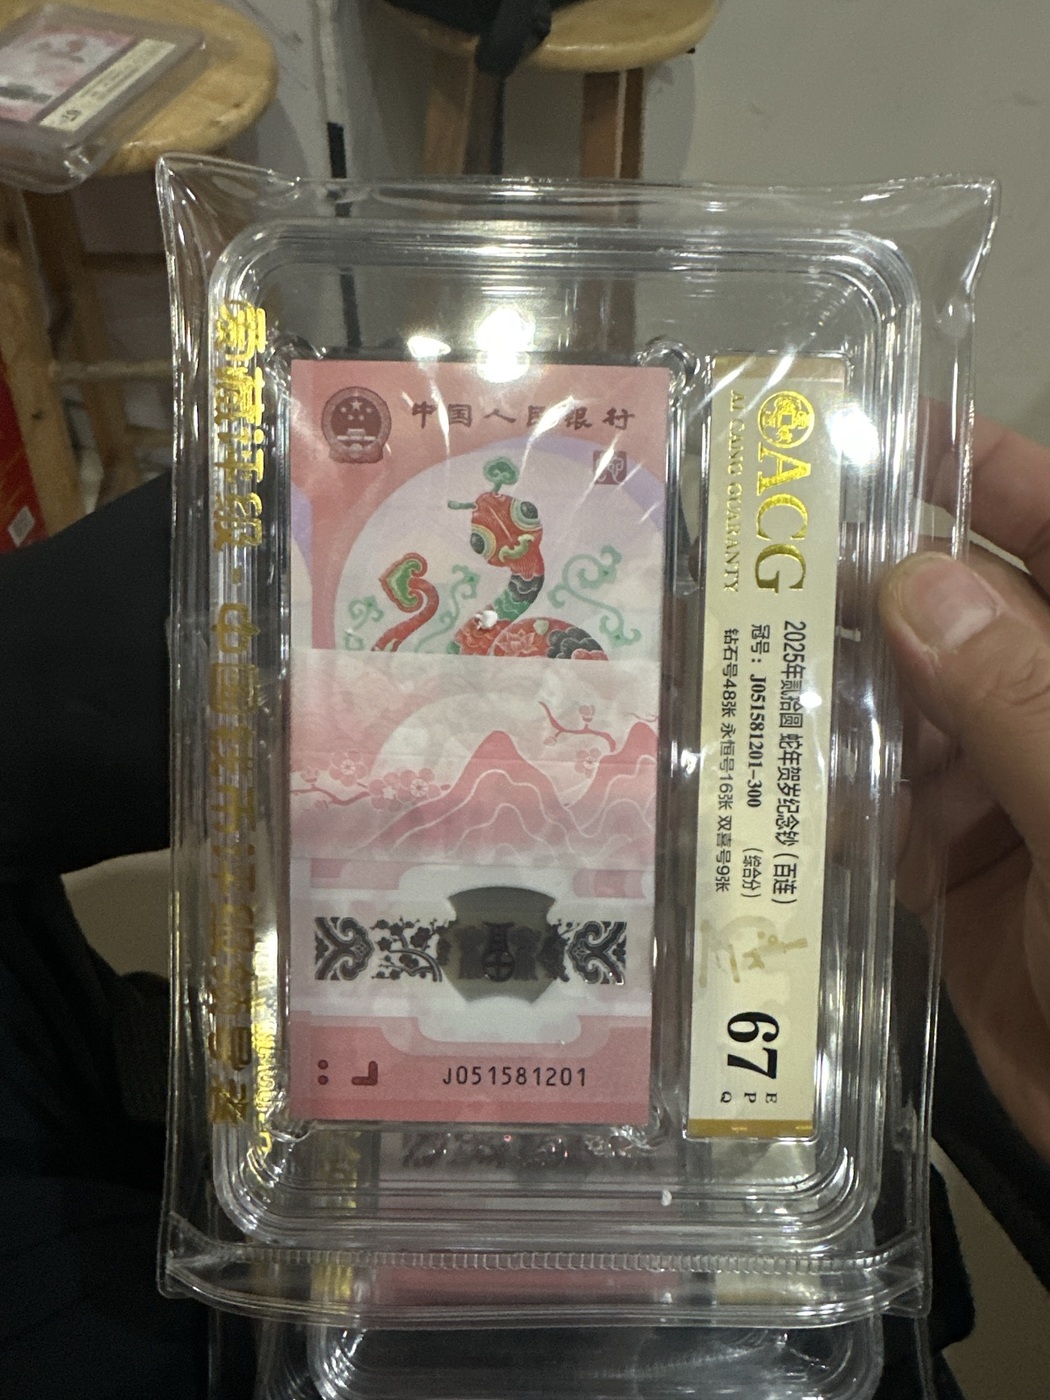 中国人民银行
J051581201
ACG
AI CANG GUARANTY
2025年贰拾圆 蛇年贺岁纪念钞（百连）
冠号：J051581201-300 （综合分）
钻石号48张 永恒号16张 双喜号9张
67
E
P
Q